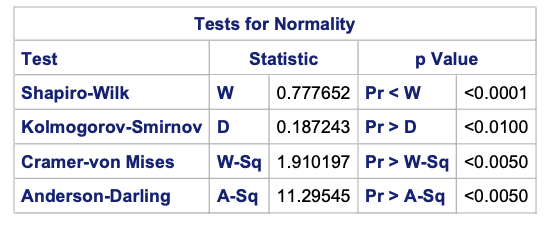 Tests for Normality
Test Statistic p Value
Shapiro-Wilk W 0.777652 Pr < W <0.0001
Kolmogorov-Smirnov D 0.187243 Pr > D <0.0100
Cramer-von Mises W-Sq 1.910197 Pr > W-Sq <0.0050
Anderson-Darling A-Sq 11.29545 Pr > A-Sq <0.0050